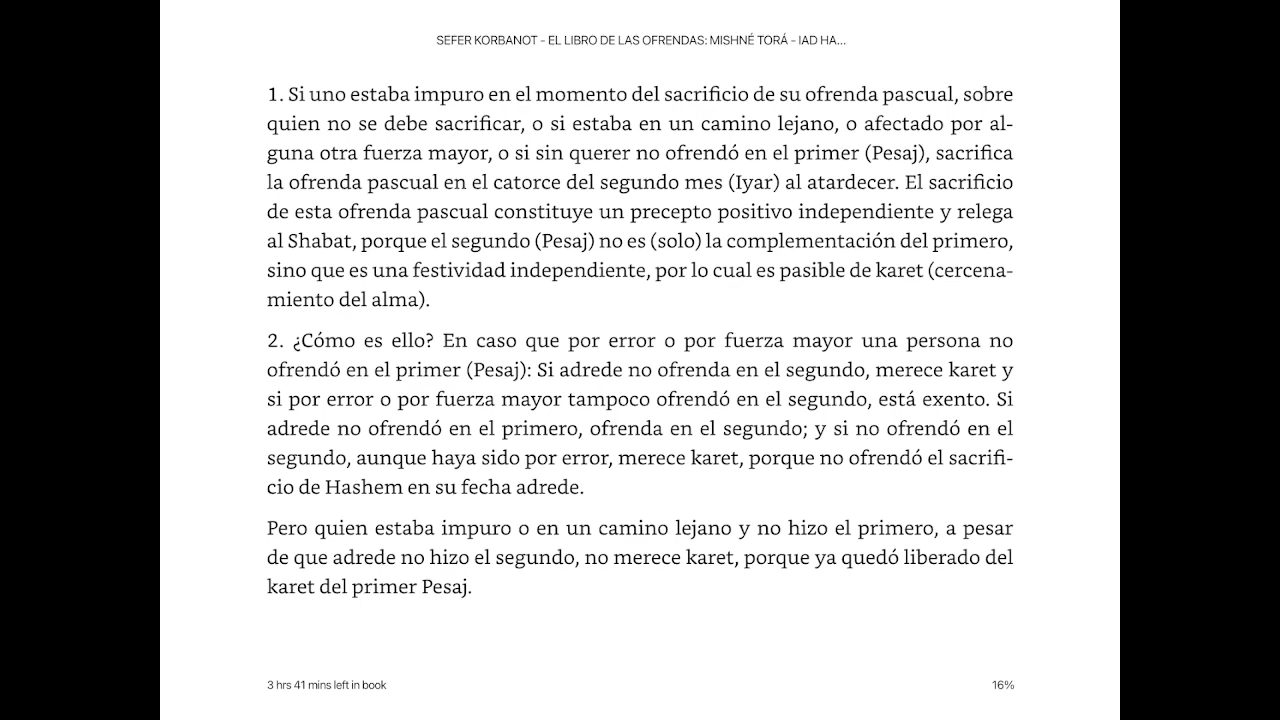 SEFER KORBANOT - EL LIBRO DE LAS OFRENDAS: MISHNÉ TORÁ - IAD HA...
1. Si uno estaba impuro en el momento del sacrificio de su ofrenda pascual, sobre
quien no se debe sacrificar, o si estaba en un camino lejano, o afectado por al-
guna otra fuerza mayor, o si sin querer no ofrendó en el primer (Pesaj), sacrifica
la ofrenda pascual en el catorce del segundo mes (Iyar) al atardecer. El sacrificio
de esta ofrenda pascual constituye un precepto positivo independiente y relega
al Shabat, porque el segundo (Pesaj) no es (solo) la complementación del primero,
sino que es una festividad independiente, por lo cual es pasible de karet (cercena-
miento del alma).
2. ¿Cómo es ello? En caso que por error o por fuerza mayor una persona no
ofrendó en el primer (Pesaj): Si adrede no ofrenda en el segundo, merece karet y
si por error o por fuerza mayor tampoco ofrendó en el segundo, está exento. Si
adrede no ofrendó en el primero, ofrenda en el segundo; y si no ofrendó en el
segundo, aunque haya sido por error, merece karet, porque no ofrendó el sacrifi-
cio de Hashem en su fecha adrede.
Pero quien estaba impuro o en un camino lejano y no hizo el primero, a pesar
de que adrede no hizo el segundo, no merece karet, porque ya quedó liberado del
karet del primer Pesaj.
3 hrs 41 mins left in book
16%